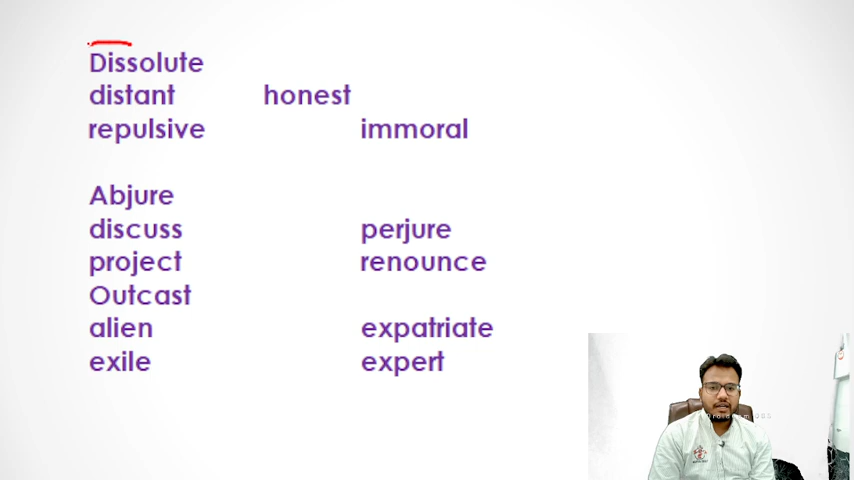 Dissolute
distant honest
repulsive immoral
Abjure
discuss perjure
project renounce
Outcast
alien expatriate
exile expert